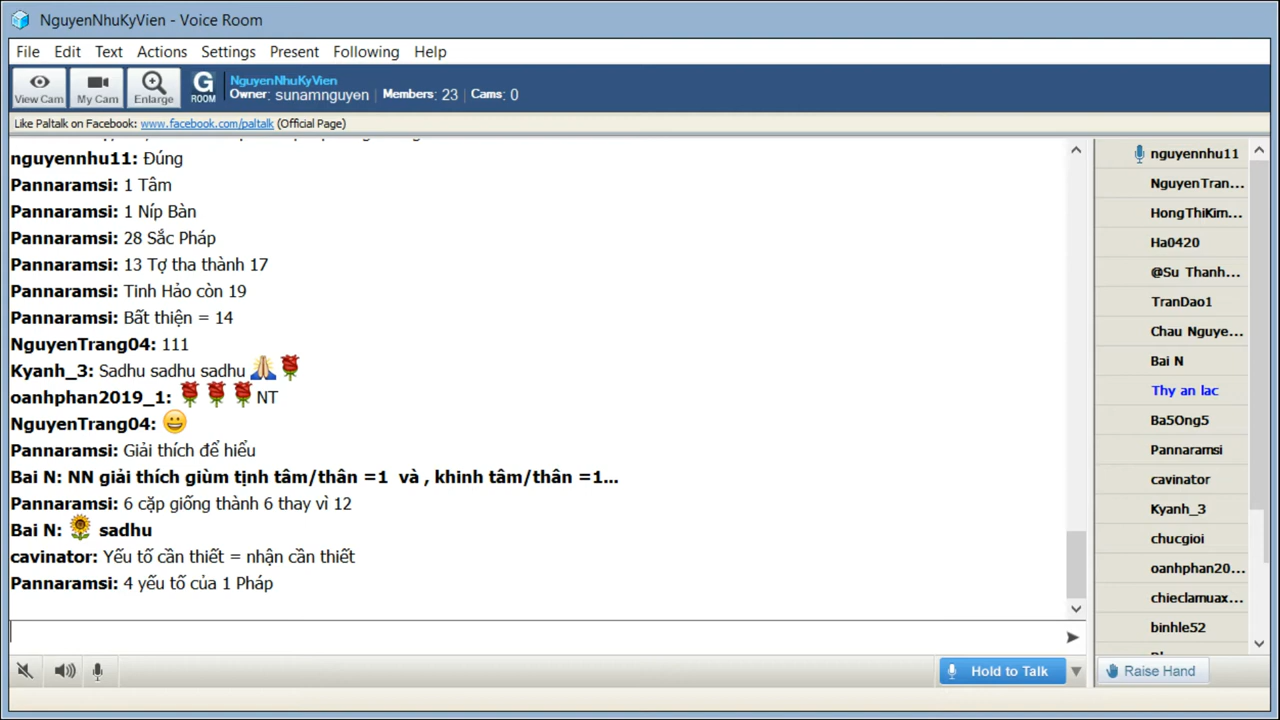 NguyenNhuKyVien - Voice Room
File Edit Text Actions Settings Present Following Help
View Cam
My Cam
Enlarge
G ROOM
NguyenNhuKyVien
Owner: sunamnguyen | Members: 23 | Cams: 0
Like Paltalk on Facebook: www.facebook.com/paltalk (Official Page)
nguyennhu11: Đúng
Pannaramsi: 1 Tâm
Pannaramsi: 1 Níp Bàn
Pannaramsi: 28 Sắc Pháp
Pannaramsi: 13 Tợ tha thành 17
Pannaramsi: Tinh Hảo còn 19
Pannaramsi: Bất thiện = 14
NguyenTrang04: 111
Kyanh_3: Sadhu sadhu sadhu 🙏🌹
oanhphan2019_1: 🌹🌹🌹NT
NguyenTrang04: 😀
Pannaramsi: Giải thích để hiểu
Bai N: NN giải thích giùm tịnh tâm/thân =1 và , khinh tâm/thân =1...
Pannaramsi: 6 cặp giống thành 6 thay vì 12
Bai N: 🌻 sadhu
cavinator: Yếu tố cần thiết = nhận cần thiết
Pannaramsi: 4 yếu tố của 1 Pháp
nguyennhu11
NguyenTran...
HongThiKim...
Ha0420
@Su Thanh...
TranDao1
Chau Nguye...
Bai N
Thy an lac
Ba5Ong5
Pannaramsi
cavinator
Kyanh_3
chucgioi
oanhphan20...
chieclamuax...
binhle52
Hold to Talk
Raise Hand